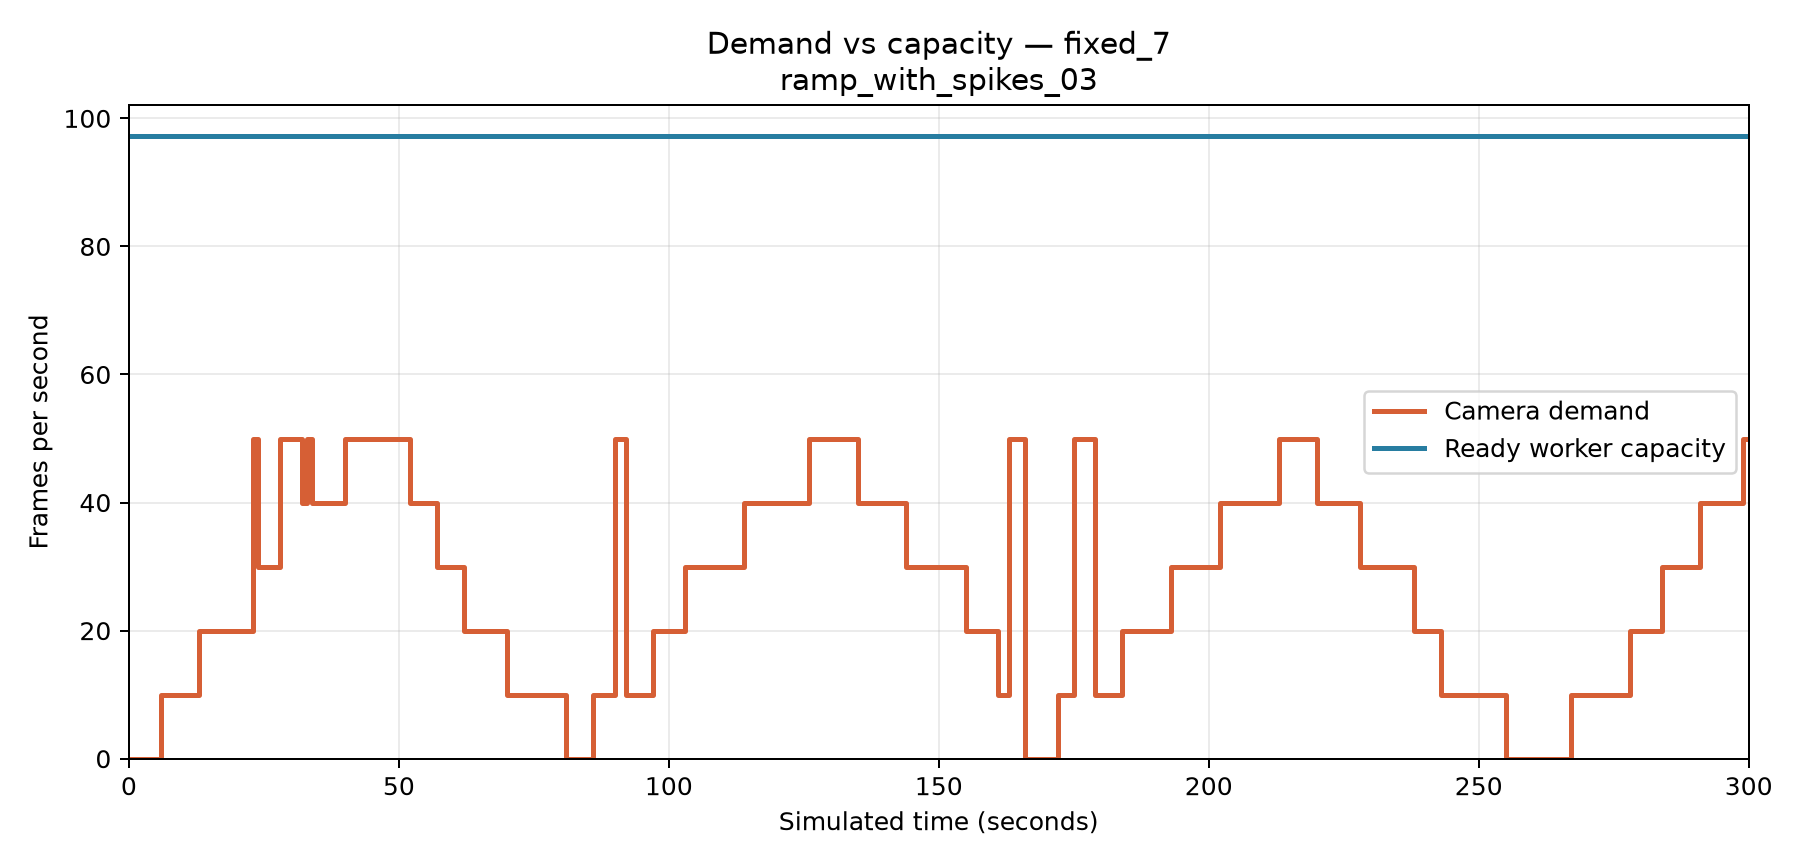 Demand vs capacity — fixed_7
ramp_with_spikes_03
100
80
60
40
20
0
Frames per second
Camera demand
Ready worker capacity
0 50 100 150 200 250 300
Simulated time (seconds)